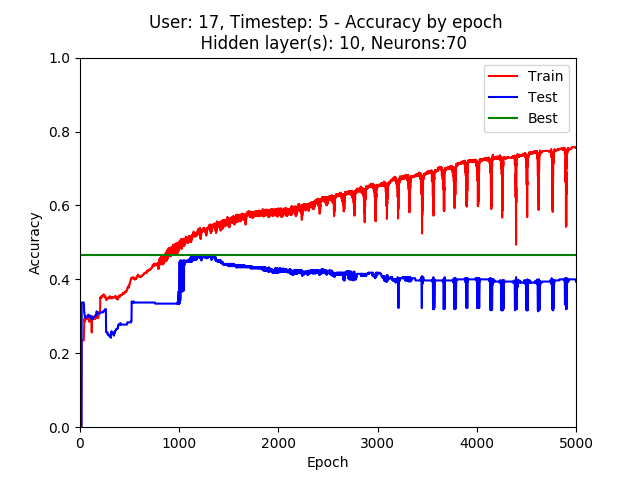 User: 17, Timestep: 5 - Accuracy by epoch
Hidden layer(s): 10, Neurons:70
1.0
0.8
0.6
0.4
0.2
0.0
Accuracy
Train
Test
Best
0 1000 2000 3000 4000 5000
Epoch